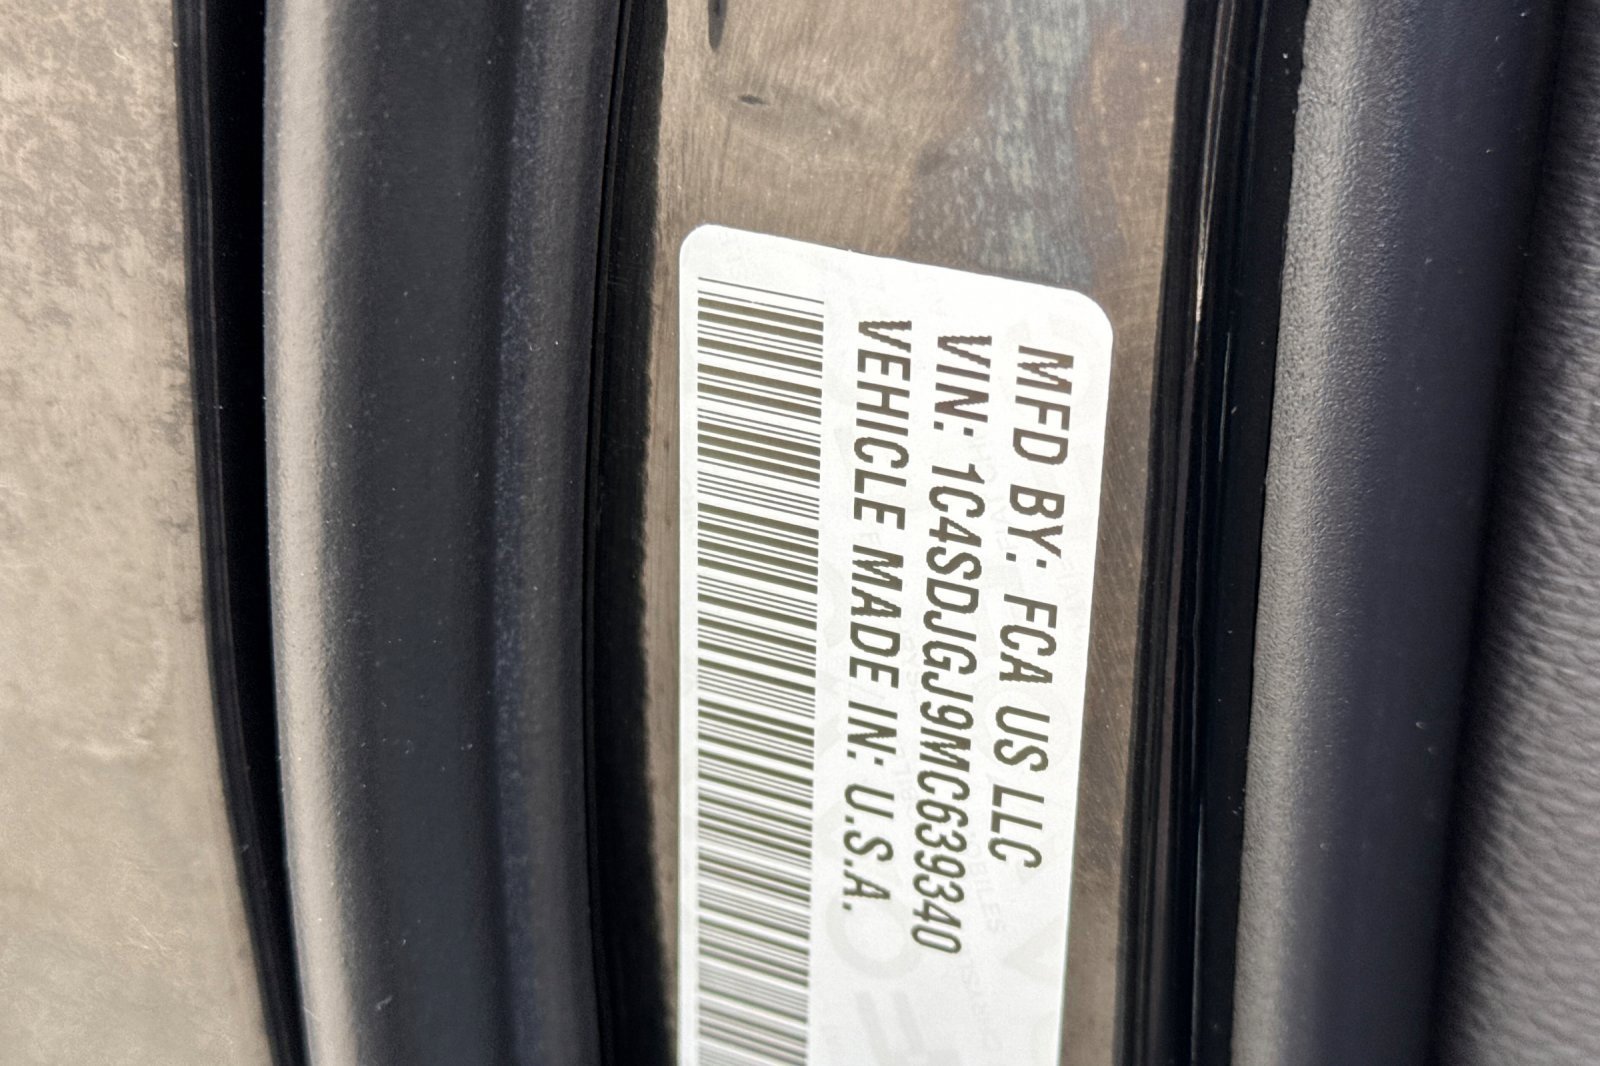 MFD BY: FCA US LLC
VIN: 1C4SDJGJ9MC639340
VEHICLE MADE IN: U.S.A.